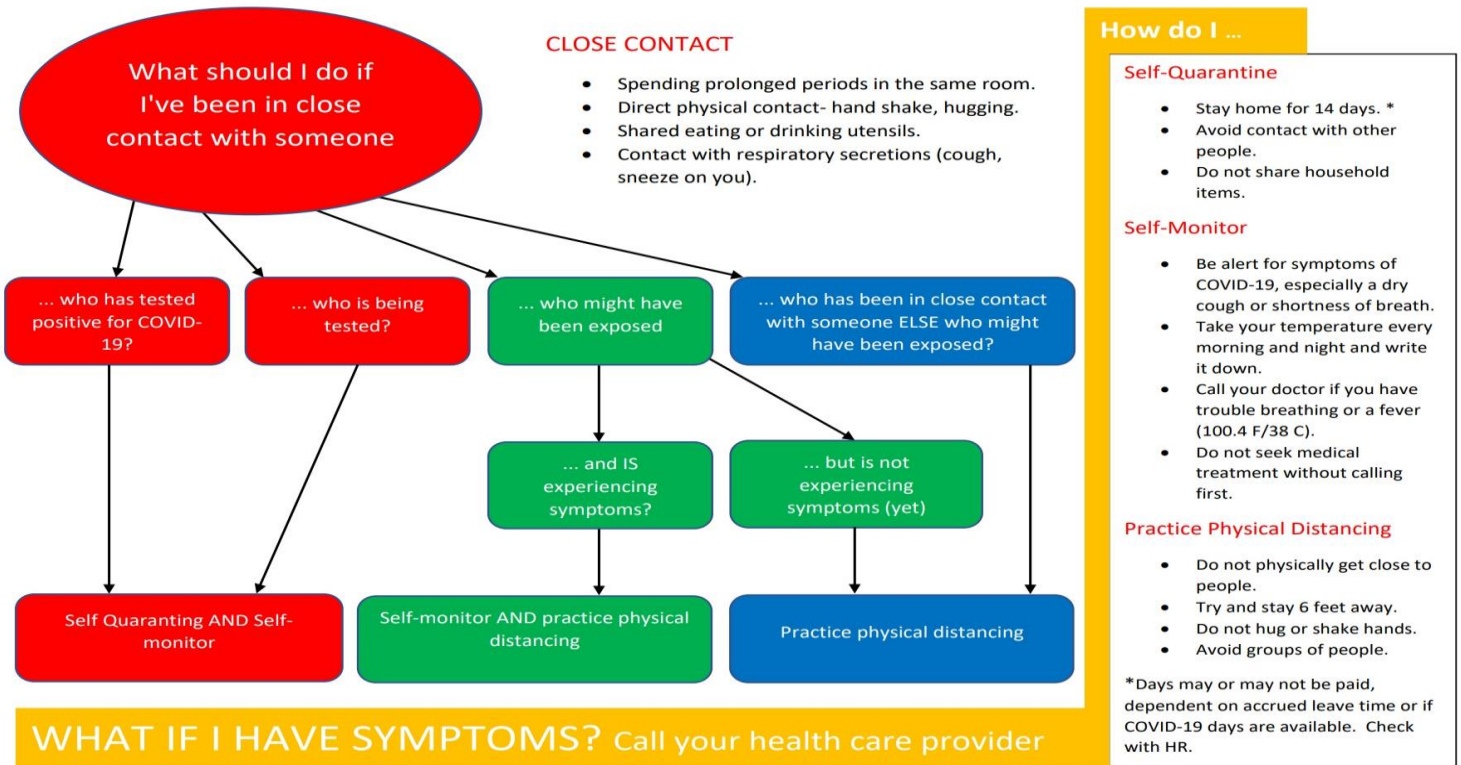 What should I do if
I've been in close
contact with someone
CLOSE CONTACT
• Spending prolonged periods in the same room.
• Direct physical contact- hand shake, hugging.
• Shared eating or drinking utensils.
• Contact with respiratory secretions (cough,
sneeze on you).
... who has tested
positive for COVID-
19?
... who is being
tested?
... who might have
been exposed
... who has been in close contact
with someone ELSE who might
have been exposed?
... and IS
experiencing
symptoms?
... but is not
experiencing
symptoms (yet)
Self Quaranting AND Self-
monitor
Self-monitor AND practice physical
distancing
Practice physical distancing
WHAT IF I HAVE SYMPTOMS? Call your health care provider
How do I ...
Self-Quarantine
• Stay home for 14 days. *
• Avoid contact with other
people.
• Do not share household
items.
Self-Monitor
• Be alert for symptoms of
COVID-19, especially a dry
cough or shortness of breath.
• Take your temperature every
morning and night and write
it down.
• Call your doctor if you have
trouble breathing or a fever
(100.4 F/38 C).
• Do not seek medical
treatment without calling
first.
Practice Physical Distancing
• Do not physically get close to
people.
• Try and stay 6 feet away.
• Do not hug or shake hands.
• Avoid groups of people.
*Days may or may not be paid,
dependent on accrued leave time or if
COVID-19 days are available. Check
with HR.